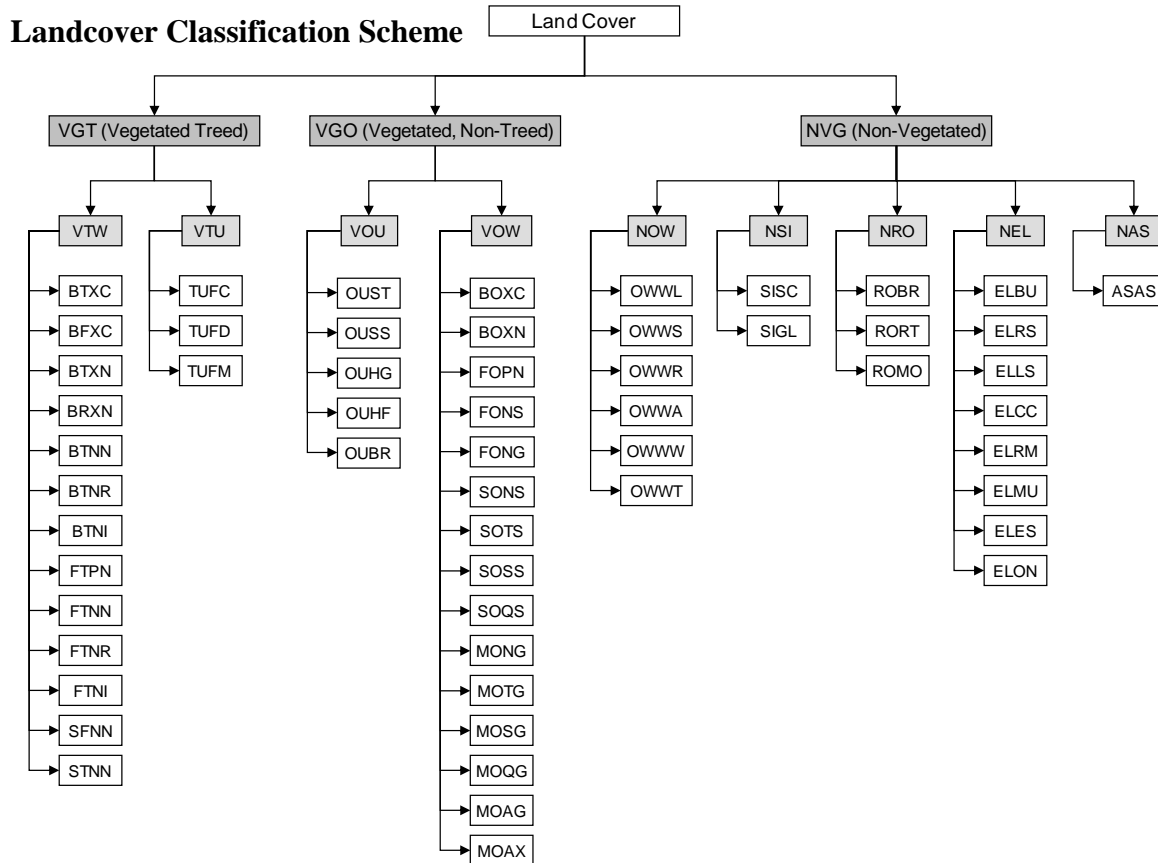 Landcover Classification Scheme
Land Cover
VGT (Vegetated Treed)
VGO (Vegetated, Non-Treed)
NVG (Non-Vegetated)
VTW
VTU
VOU
VOW
NOW
NSI
NRO
NEL
NAS
BTXC
BFXC
BTXN
BRXN
BTNN
BTNR
BTNI
FTPN
FTNN
FTNR
FTNI
SFNN
STNN
TUFC
TUFD
TUFM
OUST
OUSS
OUHG
OUHF
OUBR
BOXC
BOXN
FOPN
FONS
FONG
SONS
SOTS
SOSS
SOQS
MONG
MOTG
MOSG
MOQG
MOAG
MOAX
OWWL
OWWS
OWWR
OWWA
OWWW
OWWT
SISC
SIGL
ROBR
RORT
ROMO
ELBU
ELRS
ELLS
ELCC
ELRM
ELMU
ELES
ELON
ASAS